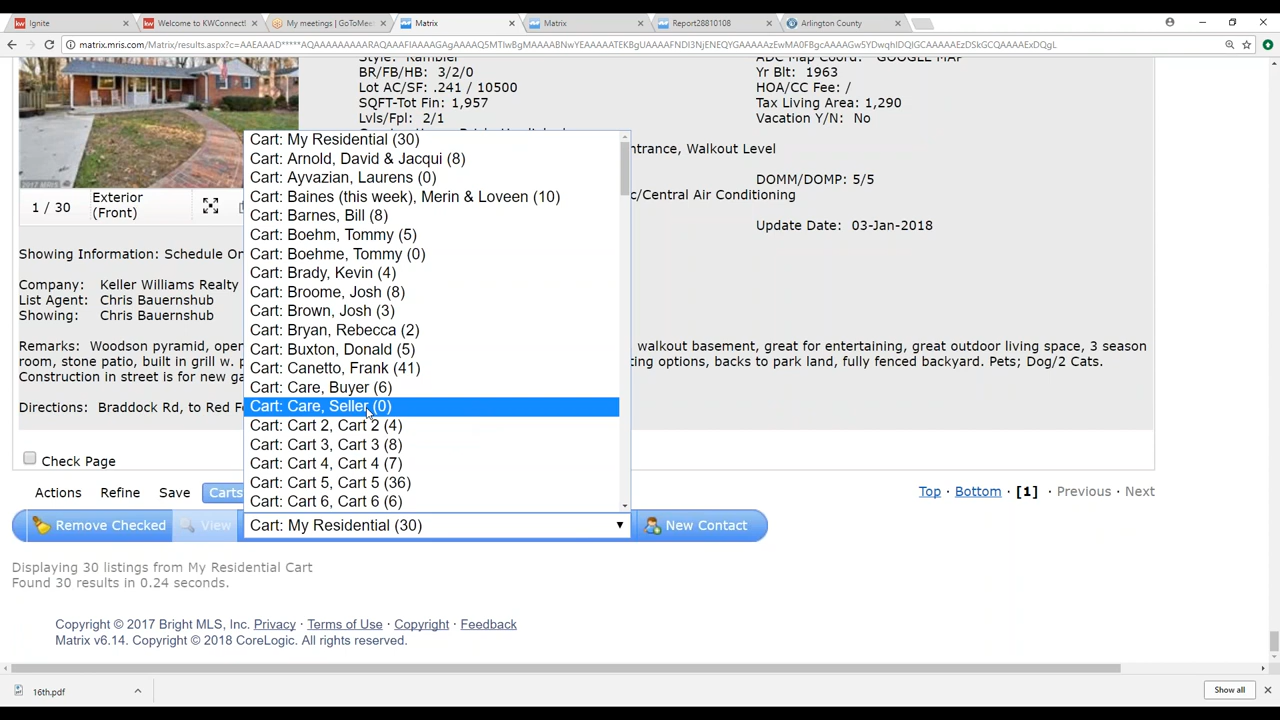 Ignite
Welcome to KWConnect!
My meetings | GoToMee
Matrix
Matrix
Report28810108
Arlington County
matrix.mris.com/Matrix/results.aspx?c=
ADC Map Coord: GOOGLE MAP
Style: Rambler
BR/FB/HB: 3/2/0
Yr Blt: 1963
Lot AC/SF: .241 / 10500
HOA/CC Fee: /
SQFT-Tot Fin: 1,957
Tax Living Area: 1,290
Lvls/Fpl: 2/1
Vacation Y/N: No
ntrance, Walkout Level
DOMM/DOMP: 5/5
c/Central Air Conditioning
Update Date: 03-Jan-2018
2017 MRIS
1 / 30
Exterior
(Front)
Showing Information: Schedule On
Company: Keller Williams Realty
List Agent: Chris Bauernshub
Showing: Chris Bauernshub
Remarks: Woodson pyramid, oper
walkout basement, great for entertaining, great outdoor living space, 3 season
room, stone patio, built in grill w. p
ting options, backs to park land, fully fenced backyard. Pets; Dog/2 Cats.
Construction in street is for new ga
Directions: Braddock Rd, to Red F
Cart: My Residential (30)
Cart: Arnold, David & Jacqui (8)
Cart: Ayvazian, Laurens (0)
Cart: Baines (this week), Merin & Loveen (10)
Cart: Barnes, Bill (8)
Cart: Boehm, Tommy (5)
Cart: Boehme, Tommy (0)
Cart: Brady, Kevin (4)
Cart: Broome, Josh (8)
Cart: Brown, Josh (3)
Cart: Bryan, Rebecca (2)
Cart: Buxton, Donald (5)
Cart: Canetto, Frank (41)
Cart: Care, Buyer (6)
Cart: Care, Seller (0)
Cart: Cart 2, Cart 2 (4)
Cart: Cart 3, Cart 3 (8)
Cart: Cart 4, Cart 4 (7)
Cart: Cart 5, Cart 5 (36)
Cart: Cart 6, Cart 6 (6)
Check Page
Actions Refine Save Carts
Top · Bottom · [1] · Previous · Next
Remove Checked View Cart: My Residential (30) New Contact
Displaying 30 listings from My Residential Cart
Found 30 results in 0.24 seconds.
Copyright © 2017 Bright MLS, Inc. Privacy · Terms of Use · Copyright · Feedback
Matrix v6.14. Copyright © 2018 CoreLogic. All rights reserved.
16th.pdf
Show all